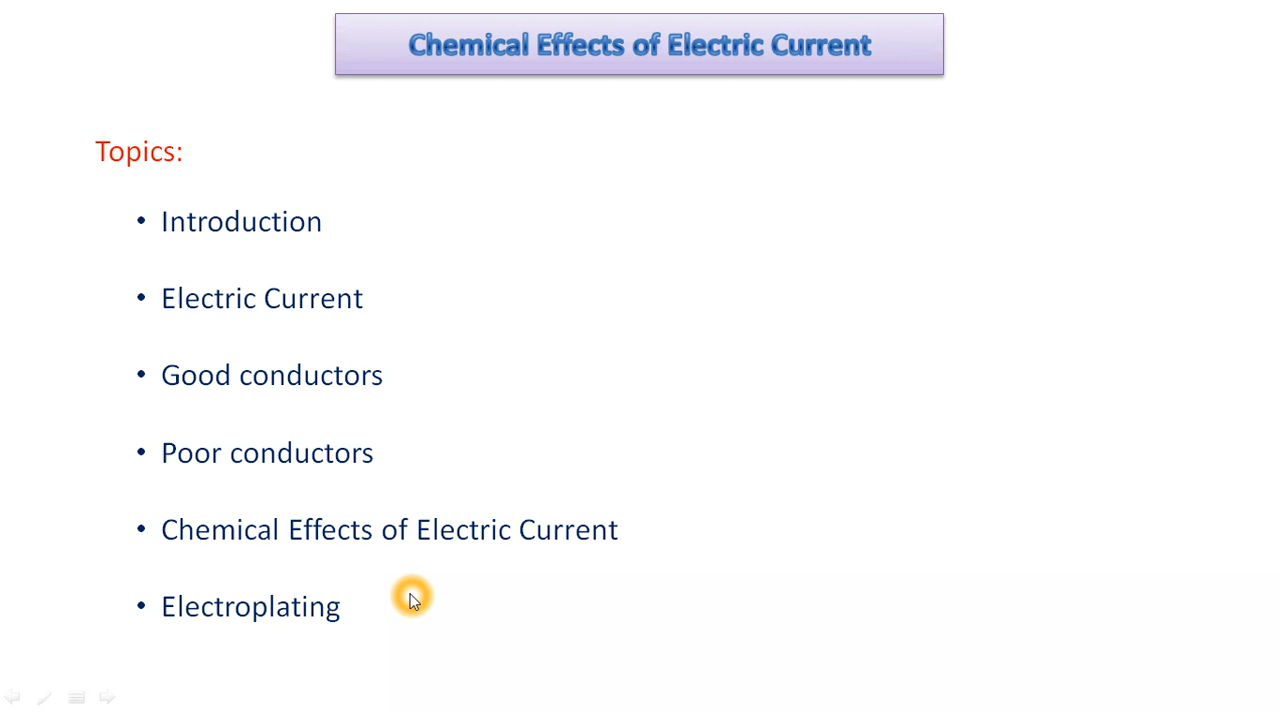 Chemical Effects of Electric Current
Topics:
• Introduction
• Electric Current
• Good conductors
• Poor conductors
• Chemical Effects of Electric Current
• Electroplating